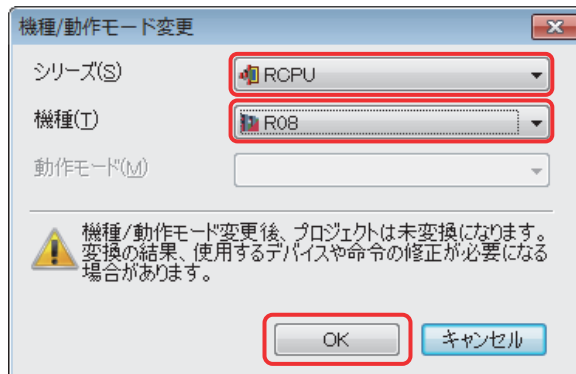 機種/動作モード変更
シリーズ(S)
RCPU
機種(T)
R08
動作モード(M)
機種/動作モード変更後、プロジェクトは未変換になります。
変換の結果、使用するデバイスや命令の修正が必要になる
場合があります。
OK
キャンセル